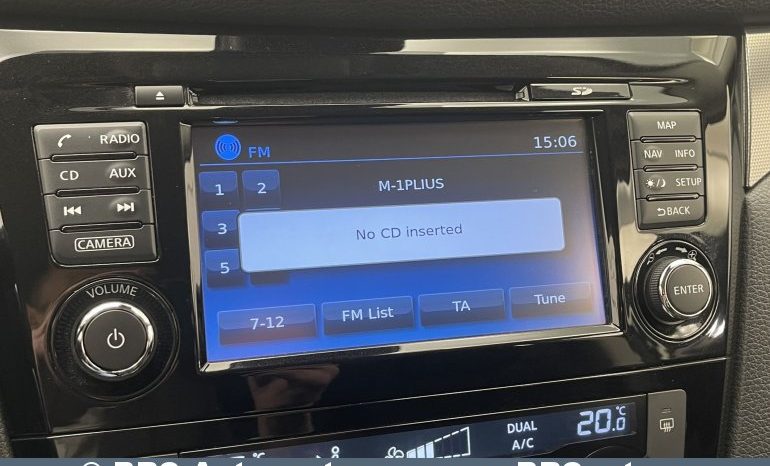 SD
RADIO
MAP
FM
15:06
CD AUX
NAV INFO
1 2
M-1PLIUS
SETUP
3
No CD inserted
BACK
CAMERA
5
VOLUME
ENTER
7-12
FM List
TA
Tune
DUAL
A/C
20.0 °C